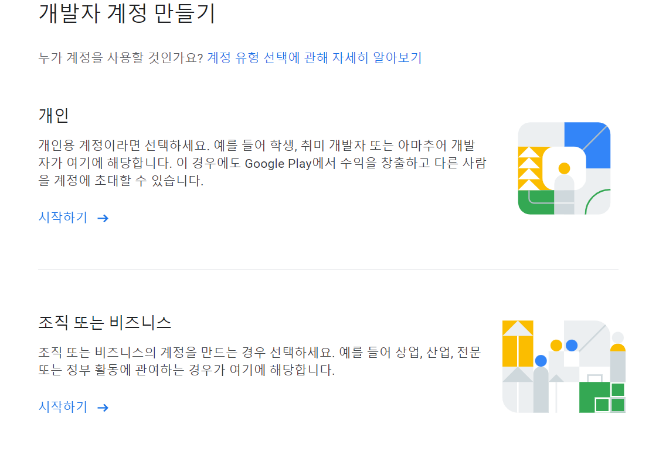 개발자 계정 만들기
누가 계정을 사용할 것인가요? 계정 유형 선택에 관해 자세히 알아보기
개인
개인용 계정이라면 선택하세요. 예를 들어 학생, 취미 개발자 또는 아마추어 개발
자가 여기에 해당합니다. 이 경우에도 Google Play에서 수익을 창출하고 다른 사람
을 계정에 초대할 수 있습니다.
시작하기 →
조직 또는 비즈니스
조직 또는 비즈니스의 계정을 만드는 경우 선택하세요. 예를 들어 상업, 산업, 전문
또는 정부 활동에 관여하는 경우가 여기에 해당합니다.
시작하기 →